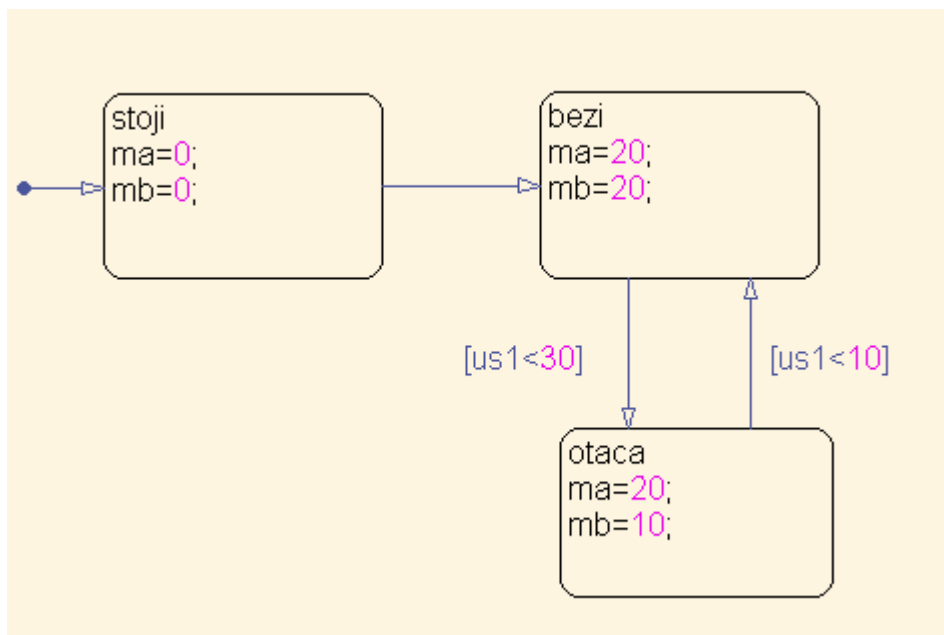 stoji
ma=0;
mb=0;
bezi
ma=20;
mb=20;
[us1<30]
[us1<10]
otaca
ma=20;
mb=10;